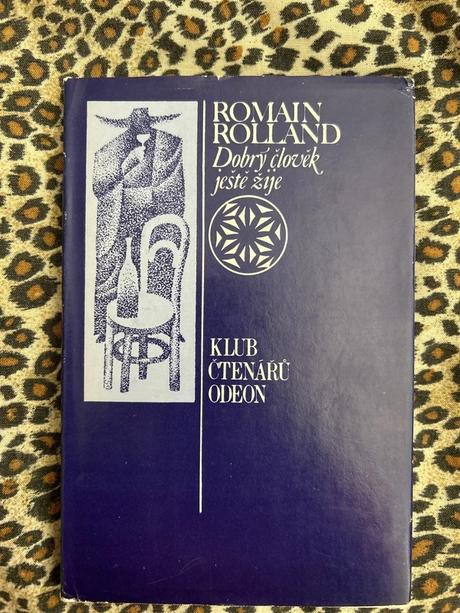 ROMAIN
ROLLAND
Dobrý člověk
ještě žije
KLUB
ČTENÁŘŮ
ODEON